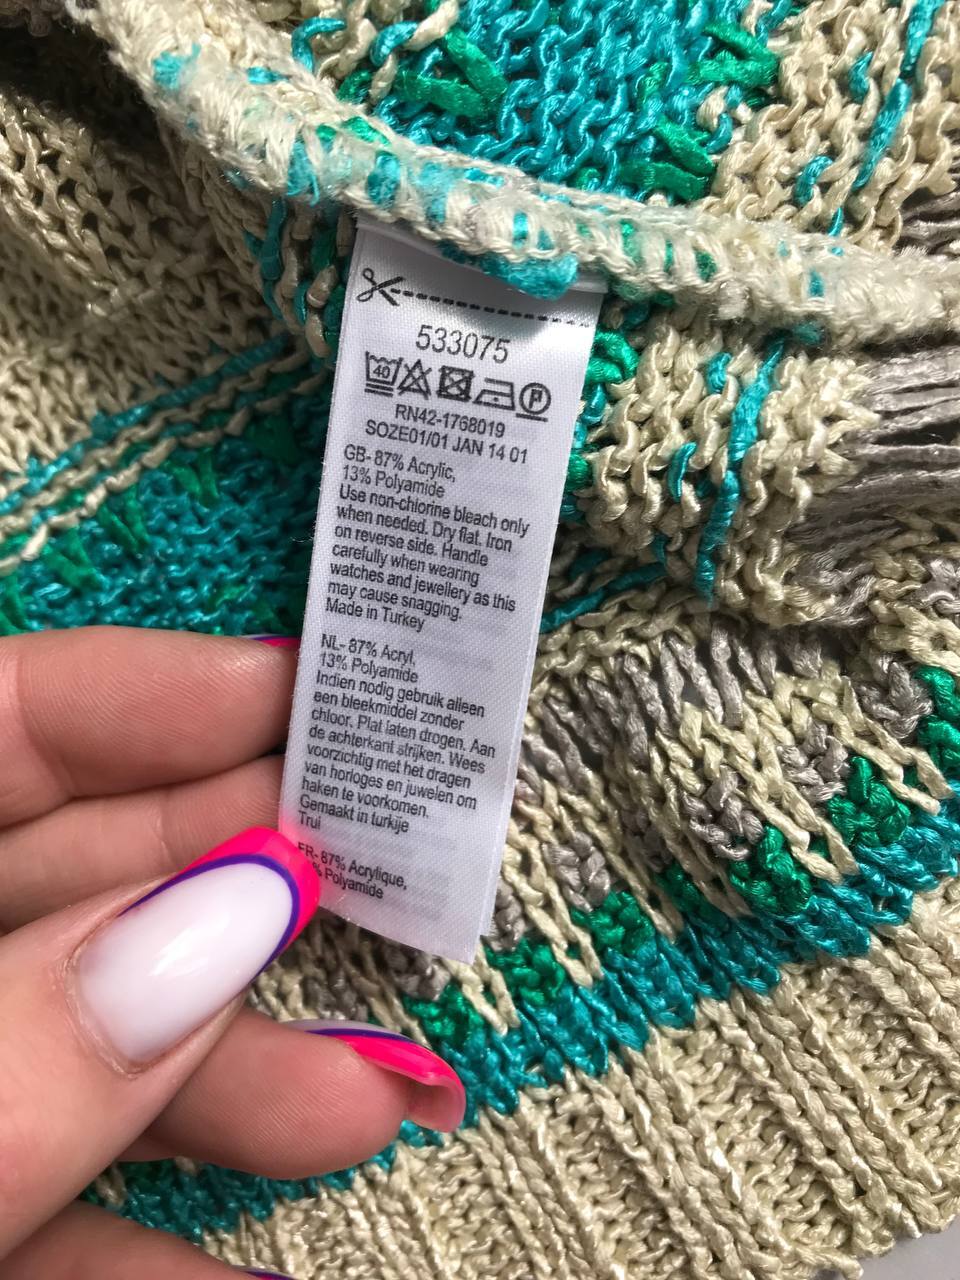 533075
40 P
RN42-1768019
SOZE01/01 JAN 14 01
GB- 87% Acrylic,
13% Polyamide
Use non-chlorine bleach only
when needed. Dry flat. Iron
on reverse side. Handle
carefully when wearing
watches and jewellery as this
may cause snagging.
Made in Turkey
NL- 87% Acryl,
13% Polyamide
Indien nodig gebruik alleen
een bleekmiddel zonder
chloor. Plat laten drogen. Aan
de achterkant strijken. Wees
voorzichtig met het dragen
van horloges en juwelen om
haken te voorkomen.
Gemaakt in turkije
Trui
FR- 87% Acrylique,
% Polyamide